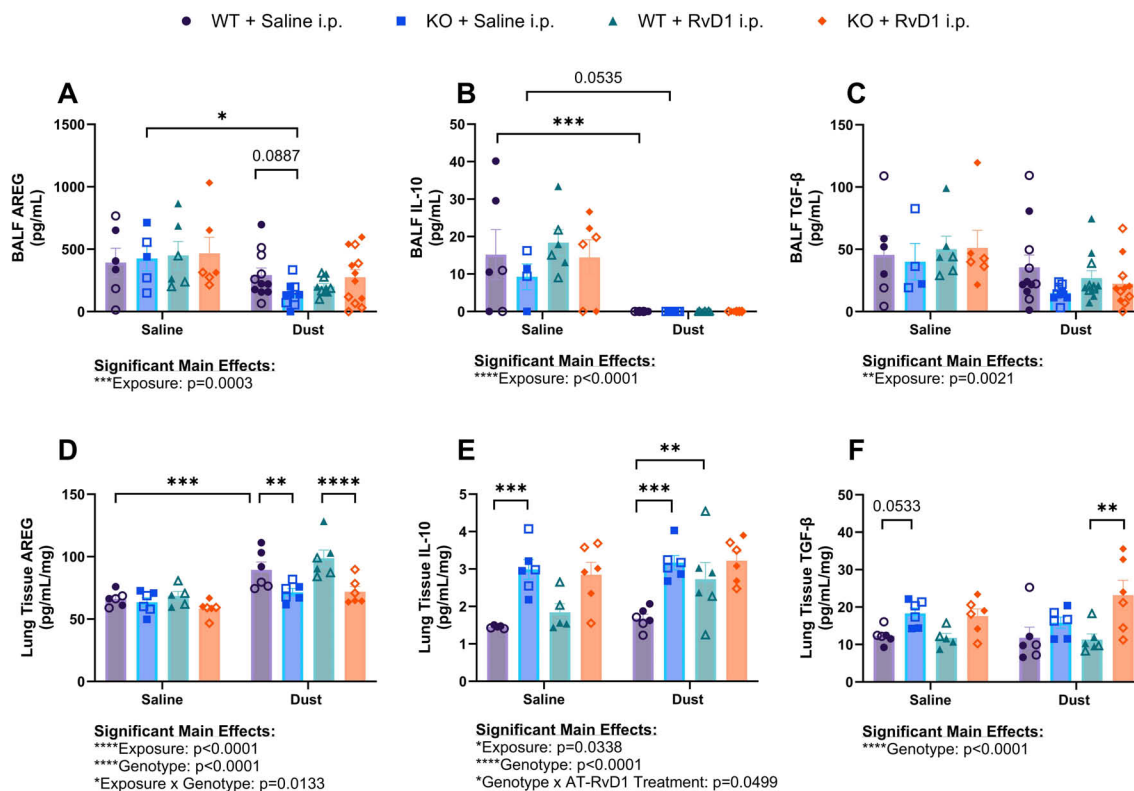 WT + Saline i.p. KO + Saline i.p. WT + RvD1 i.p. KO + RvD1 i.p.
A
BALF AREG
(pg/mL)
1500
1000
500
0
*
0.0887
Saline Dust
Significant Main Effects:
***Exposure: p=0.0003
B
BALF IL-10
(pg/mL)
50
40
30
20
10
0
0.0535
***
Saline Dust
Significant Main Effects:
****Exposure: p<0.0001
C
BALF TGF-β
(pg/mL)
150
100
50
0
Saline Dust
Significant Main Effects:
**Exposure: p=0.0021
D
Lung Tissue AREG
(pg/mL/mg)
150
100
50
0
***
**
****
Saline Dust
Significant Main Effects:
****Exposure: p<0.0001
****Genotype: p<0.0001
*Exposure x Genotype: p=0.0133
E
Lung Tissue IL-10
(pg/mL/mg)
6
5
4
3
2
1
0
***
**
***
Saline Dust
Significant Main Effects:
*Exposure: p=0.0338
****Genotype: p<0.0001
*Genotype x AT-RvD1 Treatment: p=0.0499
F
Lung Tissue TGF-β
(pg/mL/mg)
50
40
30
20
10
0
0.0533
**
Saline Dust
Significant Main Effects:
****Genotype: p<0.0001